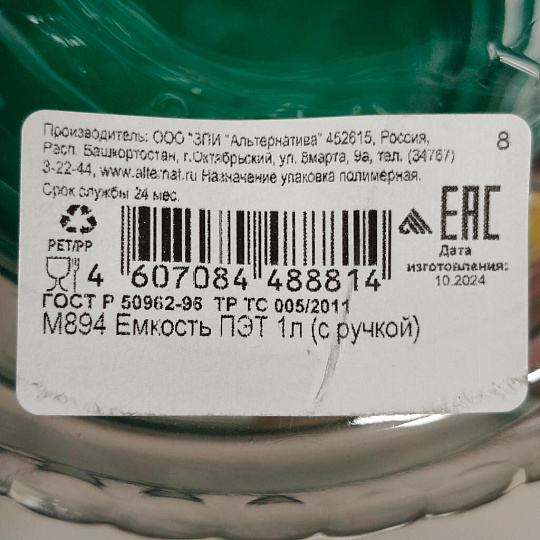 Производитель: ООО "ЗПИ "Альтернатива" 452615, Россия,
Респ. Башкортостан, г.Октябрьский, ул. 8марта, 9а, тел. (34767)
3-22-44, www.alternat.ru Назначение упаковка полимерная.
Срок службы 24 мес.
8
PET/PP
4 607084 488814
EAC
Дата
изготовления:
10.2024
ГОСТ Р 50962-96 ТР ТС 005/2011
М894 Емкость ПЭТ 1л (с ручкой)